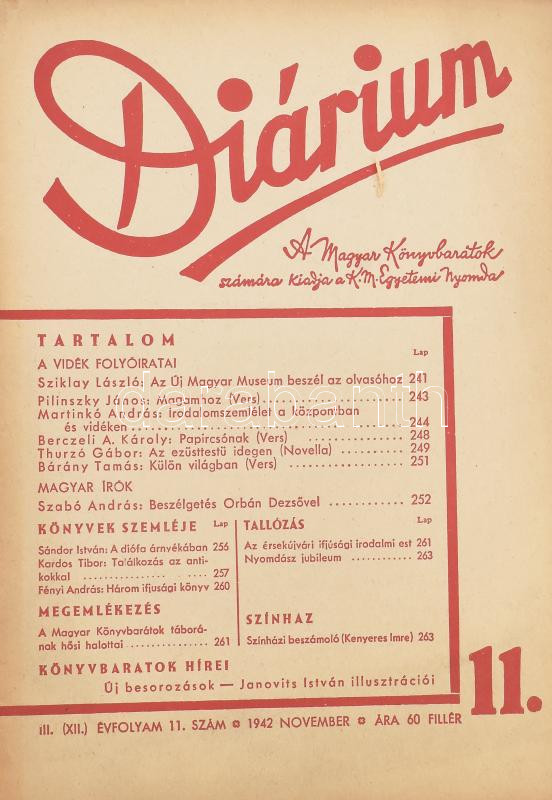 Diárium
A Magyar Könyvbarátok
számára kiadja a K. M. Egyetemi Nyomda
TARTALOM
Lap
A VIDÉK FOLYÓIRATAI
Sziklay László: Az Új Magyar Museum beszél az olvasóhoz 241
Pilinszky János: Magamhoz (Vers) 243
Martinkó András: Irodalomszemlélet a központban
és vidéken 244
Berczeli A. Károly: Papircsónak (Vers) 248
Thurzó Gábor: Az ezüsttestü idegen (Novella) 249
Bárány Tamás: Külön világban (Vers) 251
MAGYAR ÍRÓK
Szabó András: Beszélgetés Orbán Dezsővel 252
KÖNYVEK SZEMLÉJE Lap
Sándor István: A diófa árnyékában 256
Kardos Tibor: Találkozás az anti-
kokkal 257
Fényi András: Három ifjusági könyv 260
MEGEMLÉKEZÉS
A Magyar Könyvbarátok táborá-
nak hősi halottai 261
TALLÓZÁS Lap
Az érsekújvári ifjúsági irodalmi est 261
Nyomdász jubileum 263
SZÍNHAZ
Színházi beszámoló (Kenyeres Imre) 263
KÖNYVBARATOK HÍREI
Új besorozások — Janovits István illusztrációi
11.
III. (XII.) ÉVFOLYAM 11. SZÁM ¤ 1942 NOVEMBER ¤ ÁRA 60 FILLÉR
darabanth